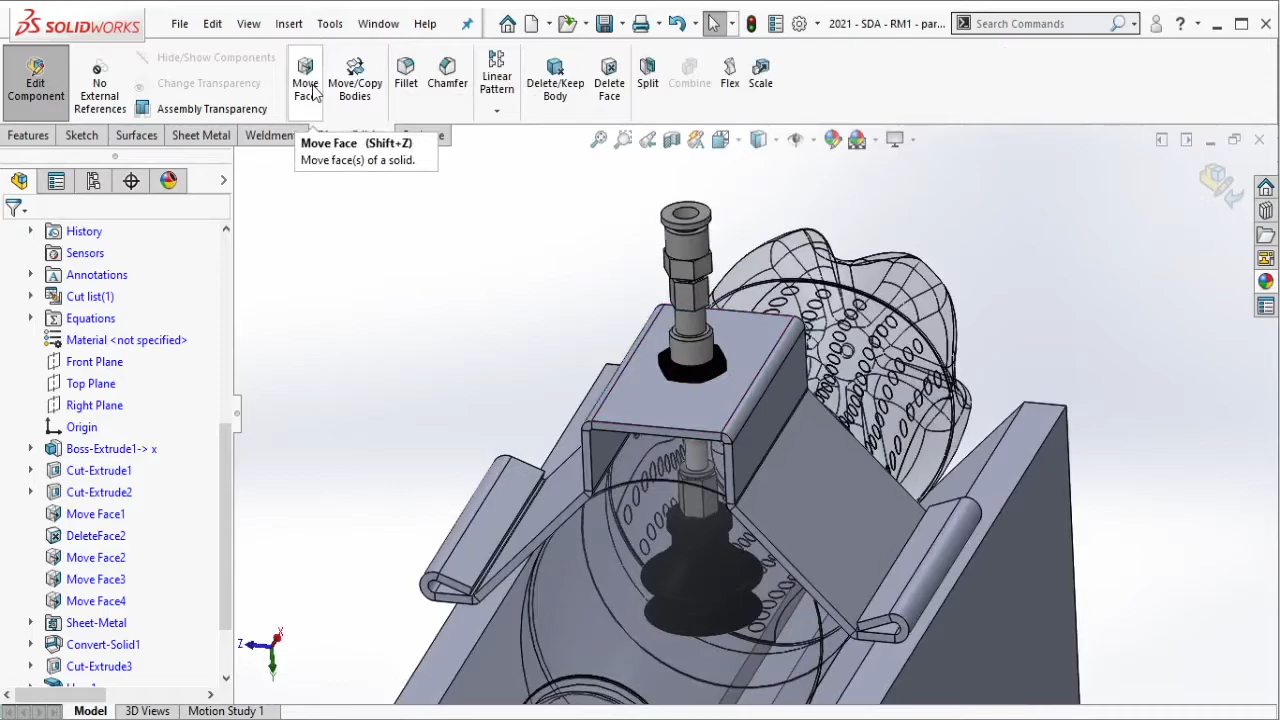 SOLIDWORKS
File Edit View Insert Tools Window Help
2021 - SDA - RM1 - par...
Search Commands
Edit Component
No External References
Hide/Show Components
Change Transparency
Assembly Transparency
Move Face
Move/Copy Bodies
Fillet
Chamfer
Linear Pattern
Delete/Keep Body
Delete Face
Split
Combine
Flex
Scale
Features Sketch Surfaces Sheet Metal
Move Face (Shift+Z)
Move face(s) of a solid.
History
Sensors
Annotations
Cut list(1)
Equations
Material <not specified>
Front Plane
Top Plane
Right Plane
Origin
Boss-Extrude1-> x
Cut-Extrude1
Cut-Extrude2
Move Face1
DeleteFace2
Move Face2
Move Face3
Move Face4
Sheet-Metal
Convert-Solid1
Cut-Extrude3
Z
X
Y
Model 3D Views Motion Study 1